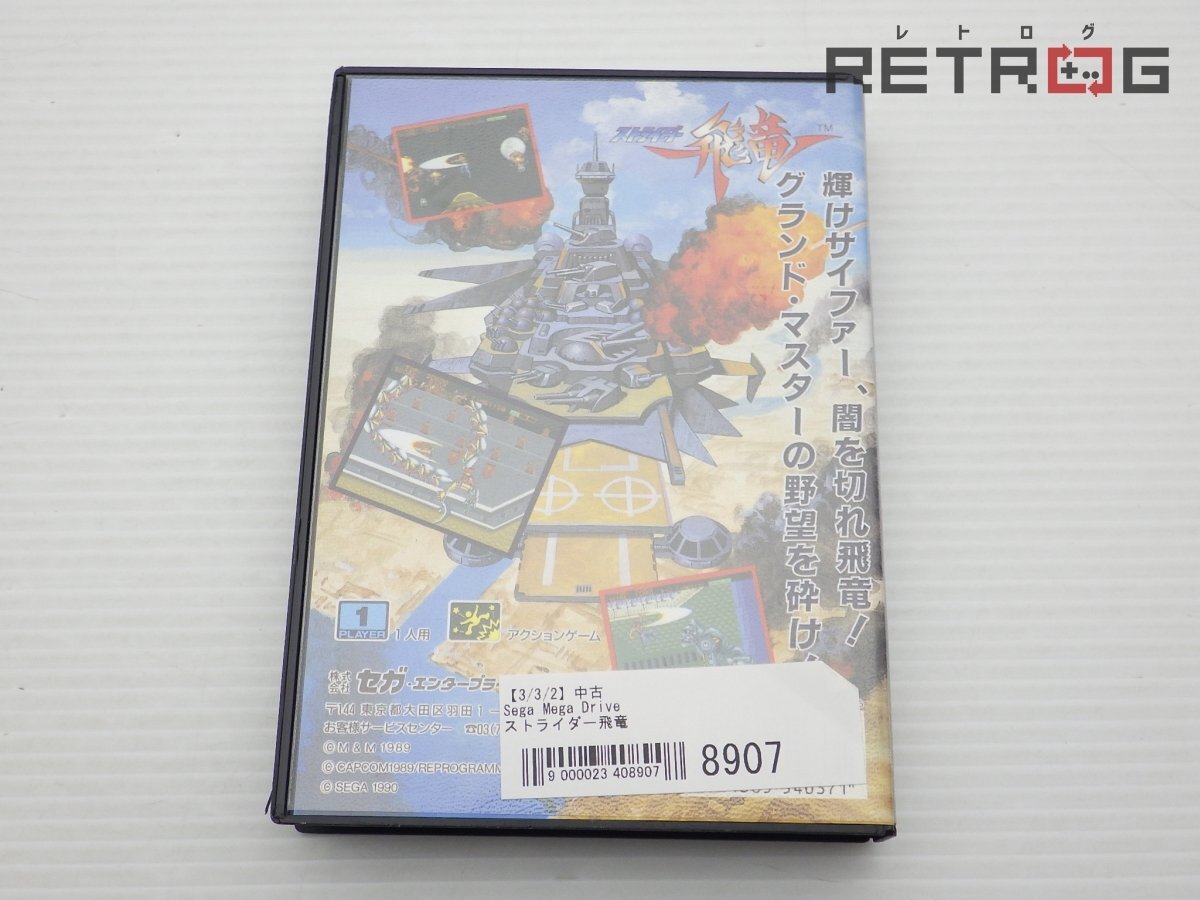 レトログ
RETROG
ストライダー飛竜™
輝けサイファー、闇を切れ飛竜!
グランド・マスターの野望を砕け!
1
PLAYER
1人用
アクションゲーム
株式会社 セガ・エンタープライ
〒144 東京都大田区羽田1-
お客様サービスセンター ☎03(7
© M & M 1989
© CAPCOM1989/REPROGRAMM
© SEGA 1990
【3/3/2】中古
Sega Mega Drive
ストライダー飛竜
9 000023 408907
8907